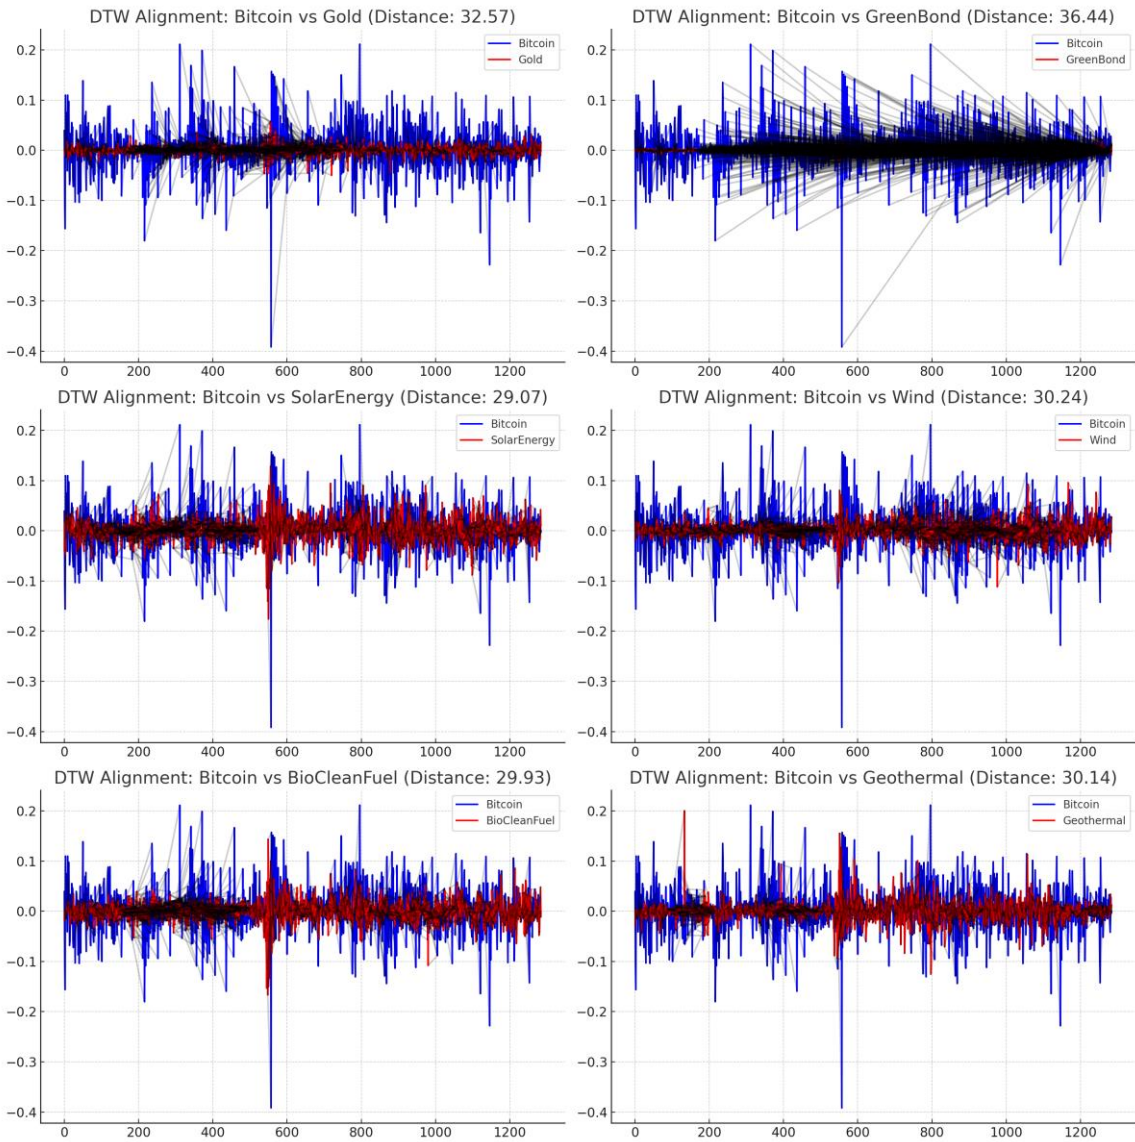 DTW Alignment: Bitcoin vs Gold (Distance: 32.57)
Bitcoin
Gold
0.2
0.1
0.0
−0.1
−0.2
−0.3
−0.4
0 200 400 600 800 1000 1200
DTW Alignment: Bitcoin vs GreenBond (Distance: 36.44)
Bitcoin
GreenBond
0.2
0.1
0.0
−0.1
−0.2
−0.3
−0.4
0 200 400 600 800 1000 1200
DTW Alignment: Bitcoin vs SolarEnergy (Distance: 29.07)
Bitcoin
SolarEnergy
0.2
0.1
0.0
−0.1
−0.2
−0.3
−0.4
0 200 400 600 800 1000 1200
DTW Alignment: Bitcoin vs Wind (Distance: 30.24)
Bitcoin
Wind
0.2
0.1
0.0
−0.1
−0.2
−0.3
−0.4
0 200 400 600 800 1000 1200
DTW Alignment: Bitcoin vs BioCleanFuel (Distance: 29.93)
Bitcoin
BioCleanFuel
0.2
0.1
0.0
−0.1
−0.2
−0.3
−0.4
0 200 400 600 800 1000 1200
DTW Alignment: Bitcoin vs Geothermal (Distance: 30.14)
Bitcoin
Geothermal
0.2
0.1
0.0
−0.1
−0.2
−0.3
−0.4
0 200 400 600 800 1000 1200